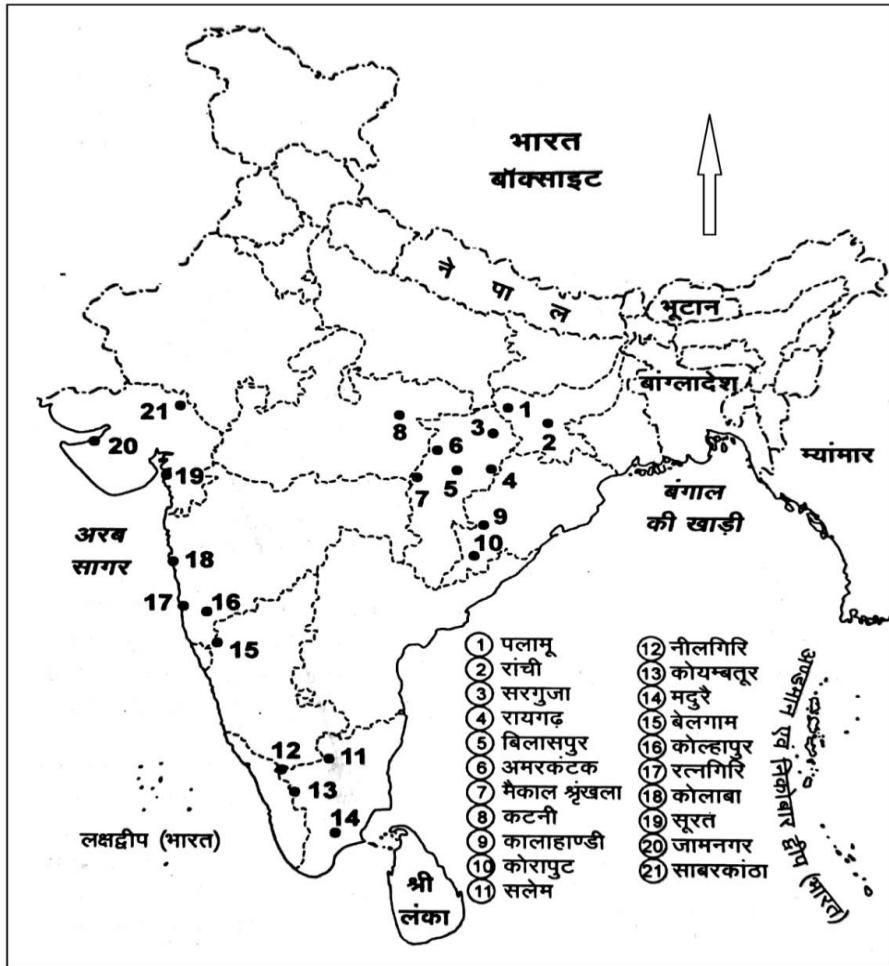 भारत
बॉक्साइट
नेपाल
भूटान
बांग्लादेश
म्यांमार
21
20
19
8
1
2
3
6
5
4
7
9
10
बंगाल
की खाड़ी
अरब
सागर
18
17
16
15
12
11
13
14
लक्षद्वीप (भारत)
श्री
लंका
अण्डमान एवं निकोबार द्वीप (भारत)
1 पलामू
2 रांची
3 सरगुजा
4 रायगढ़
5 बिलासपुर
6 अमरकंटक
7 मैकाल श्रृंखला
8 कटनी
9 कालाहाण्डी
10 कोरापुट
11 सलेम
12 नीलगिरि
13 कोयम्बतूर
14 मदुरै
15 बेलगाम
16 कोल्हापुर
17 रत्नगिरि
18 कोलाबा
19 सूरत
20 जामनगर
21 साबरकांठा